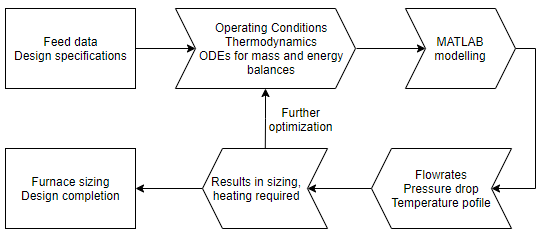 Feed data
Design specifications
Operating Conditions
Thermodynamics
ODEs for mass and energy
balances
MATLAB
modelling
Flowrates
Pressure drop
Temperature pofile
Results in sizing,
heating required
Further
optimization
Furnace sizing
Design completion